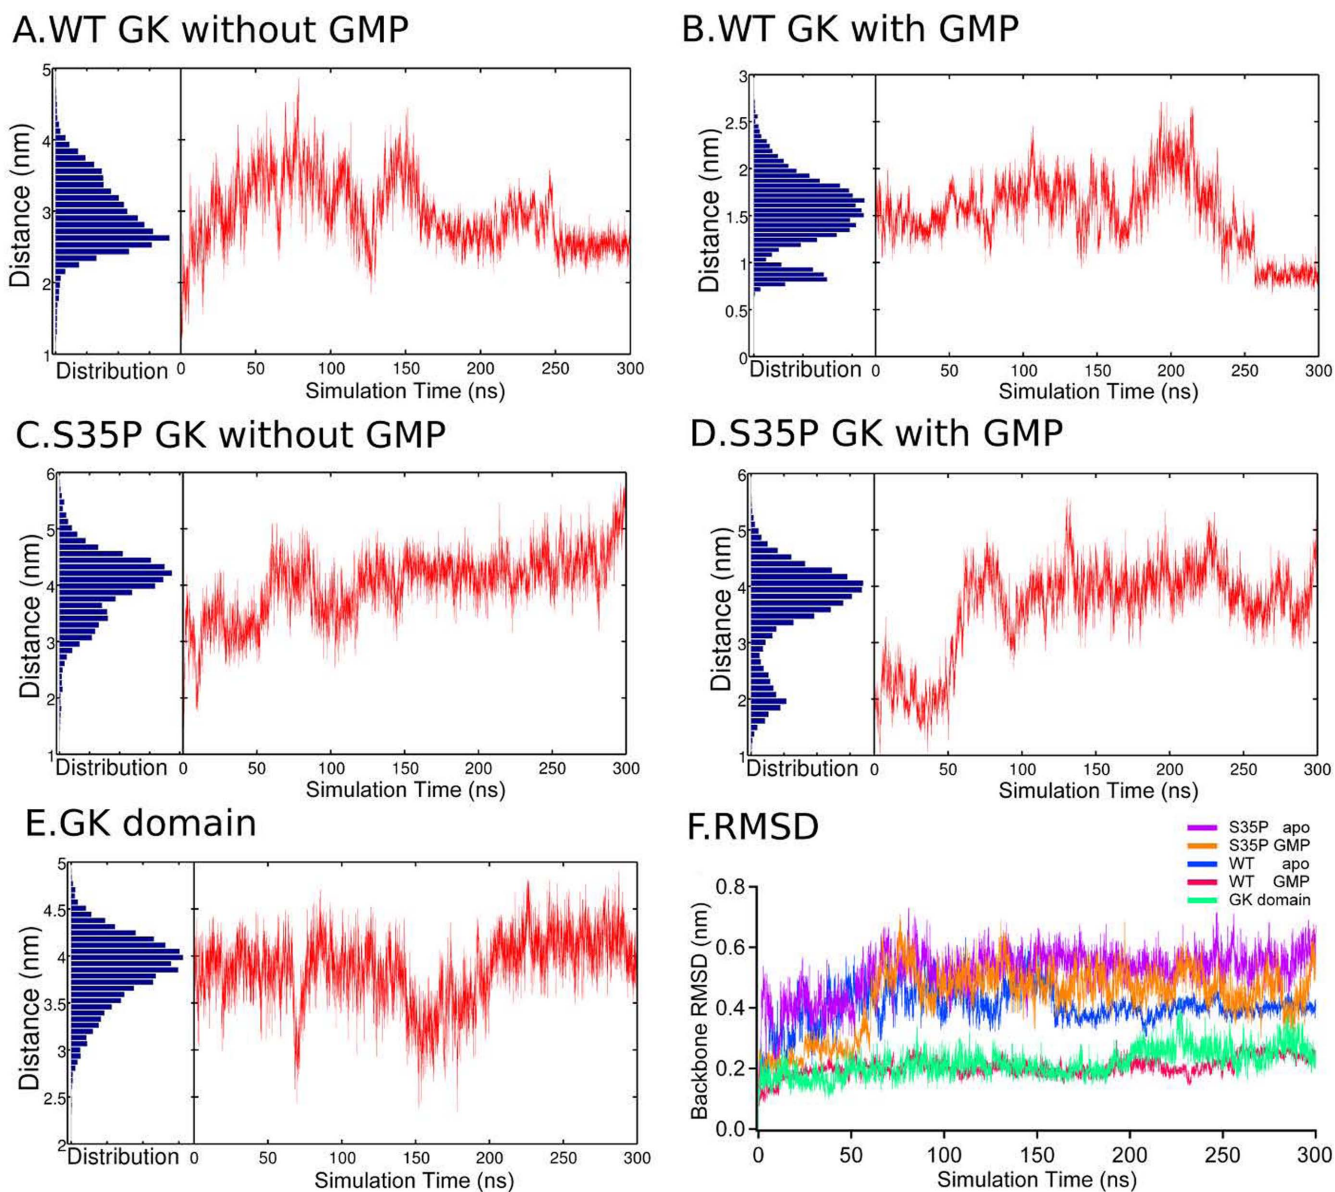 A.WT GK without GMP
5
4
3
2
1
Distance (nm)
Distribution
0 50 100 150 200 250 300
Simulation Time (ns)
B.WT GK with GMP
3
2.5
2
1.5
1
0.5
0
Distance (nm)
Distribution
0 50 100 150 200 250 300
Simulation Time (ns)
C.S35P GK without GMP
6
5
4
3
2
1
Distance (nm)
Distribution
0 50 100 150 200 250 300
Simulation Time (ns)
D.S35P GK with GMP
6
5
4
3
2
1
Distance (nm)
Distribution
0 50 100 150 200 250 300
Simulation Time (ns)
E.GK domain
5
4.5
4
3.5
3
2.5
2
Distance (nm)
Distribution
0 50 100 150 200 250 300
Simulation Time (ns)
F.RMSD
S35P apo
S35P GMP
WT apo
WT GMP
GK domain
0.8
0.6
0.4
0.2
0.0
Backbone RMSD (nm)
0 50 100 150 200 250 300
Simulation Time (ns)